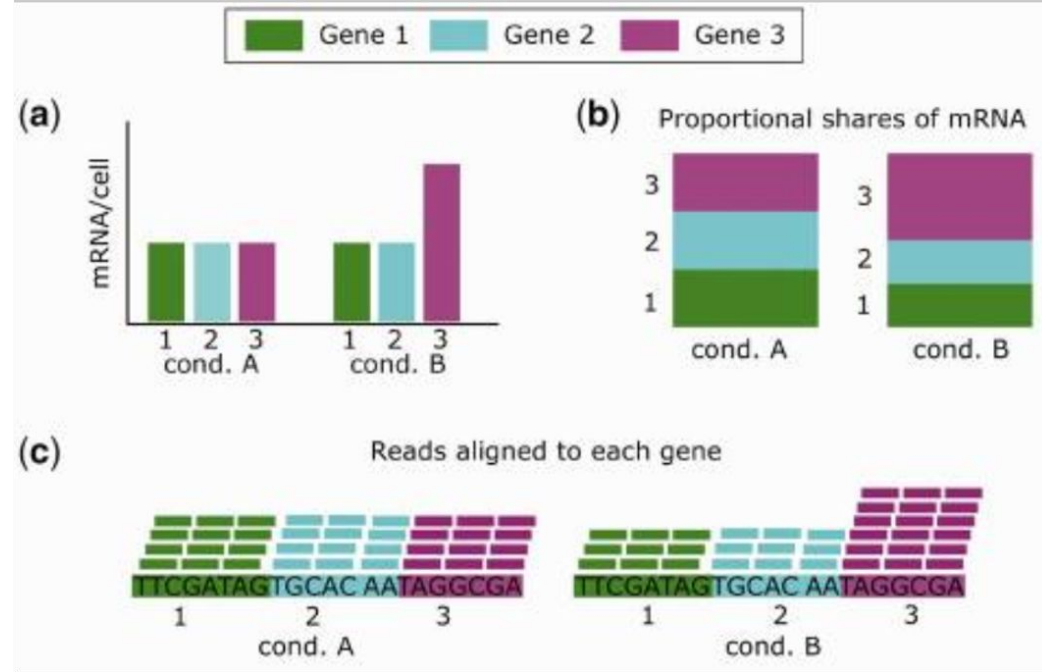 Gene 1 Gene 2 Gene 3
(a)
mRNA/cell
1 2 3 1 2 3
cond. A cond. B
(b) Proportional shares of mRNA
3 3
2 2
1 1
cond. A cond. B
(c) Reads aligned to each gene
TTCGATAGTGCAC AATAGGCGA TTCGATAGTGCAC AATAGGCGA
1 2 3 1 2 3
cond. A cond. B